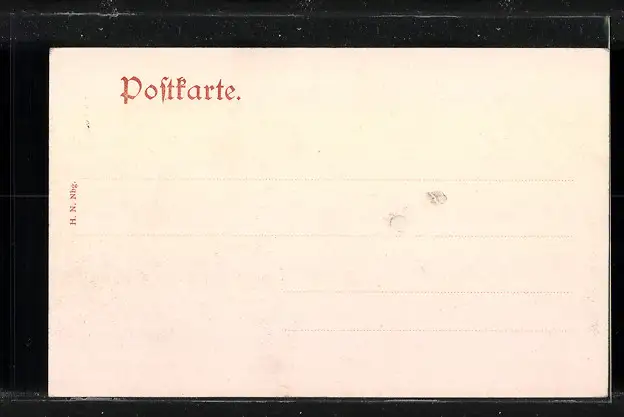 Poſtkarte.
H. N. Nbg.